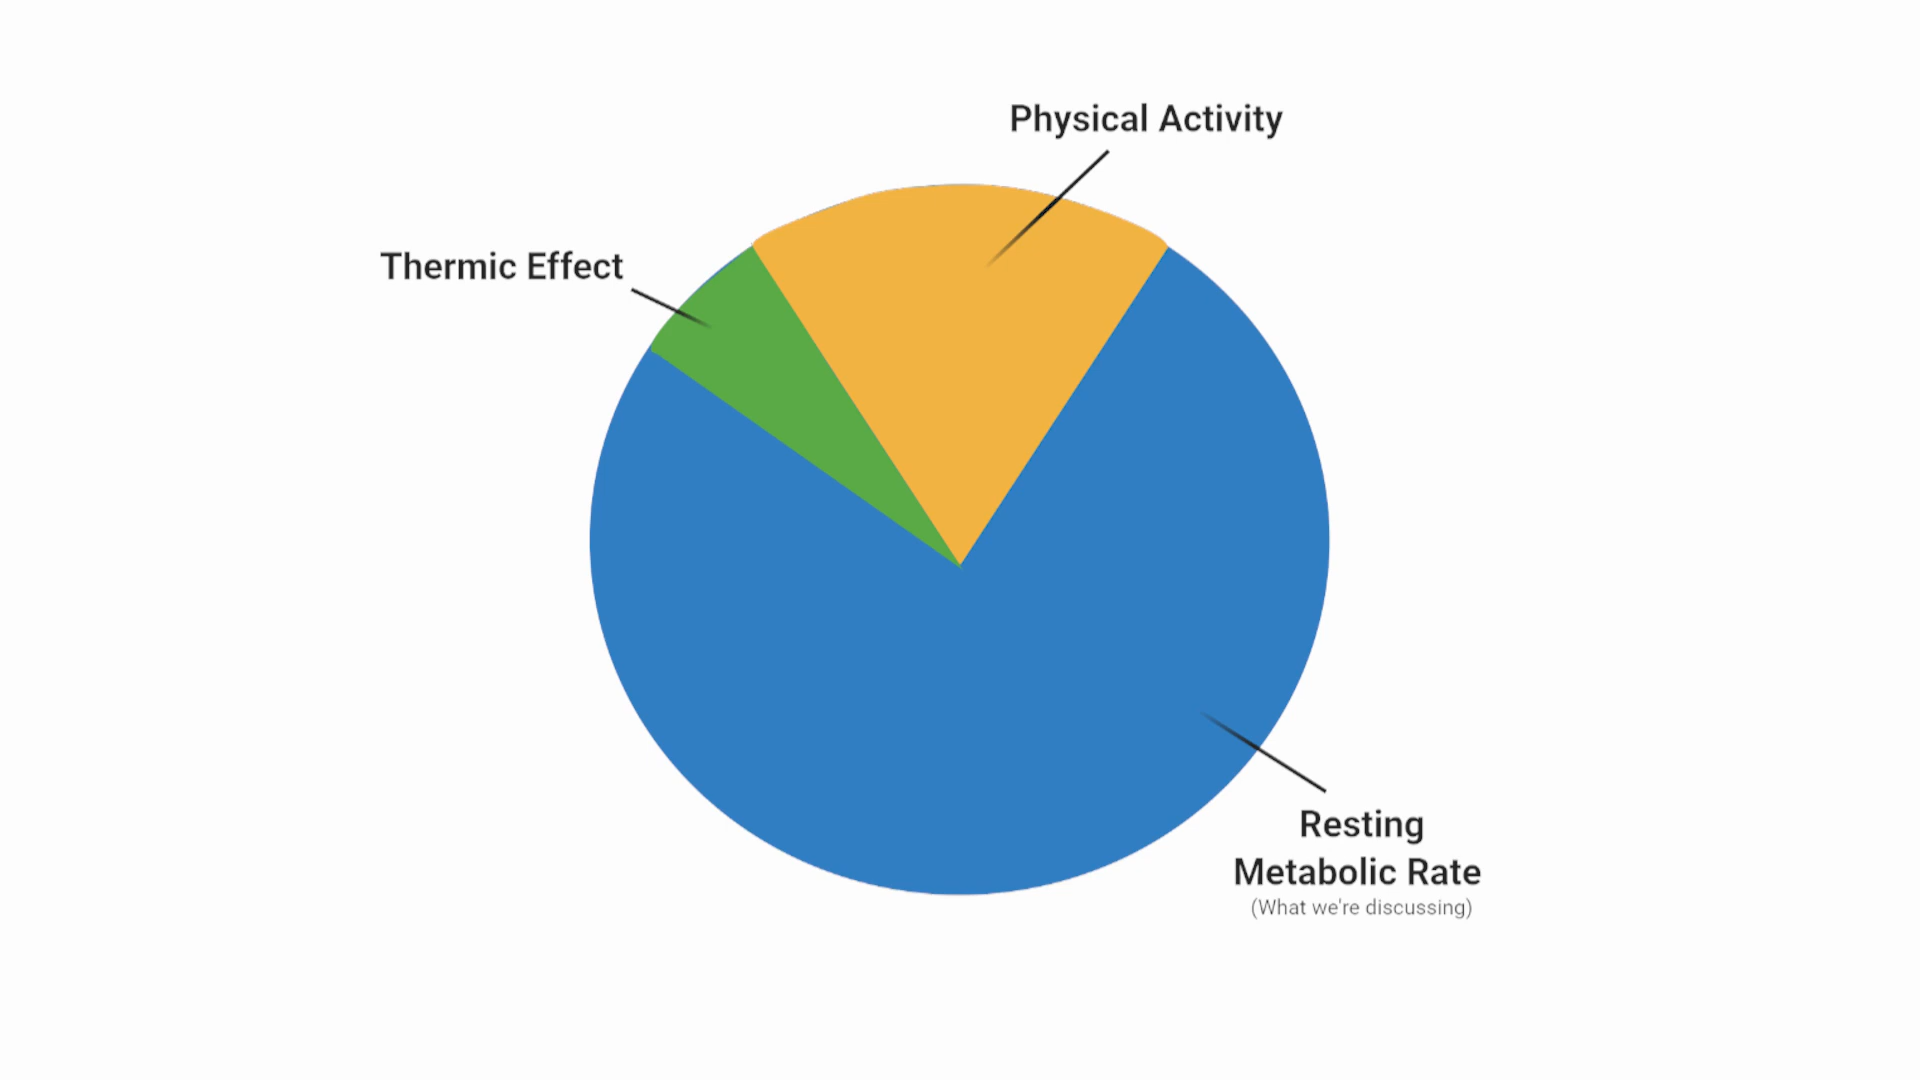 Physical Activity
Thermic Effect
Resting
Metabolic Rate
(What we're discussing)